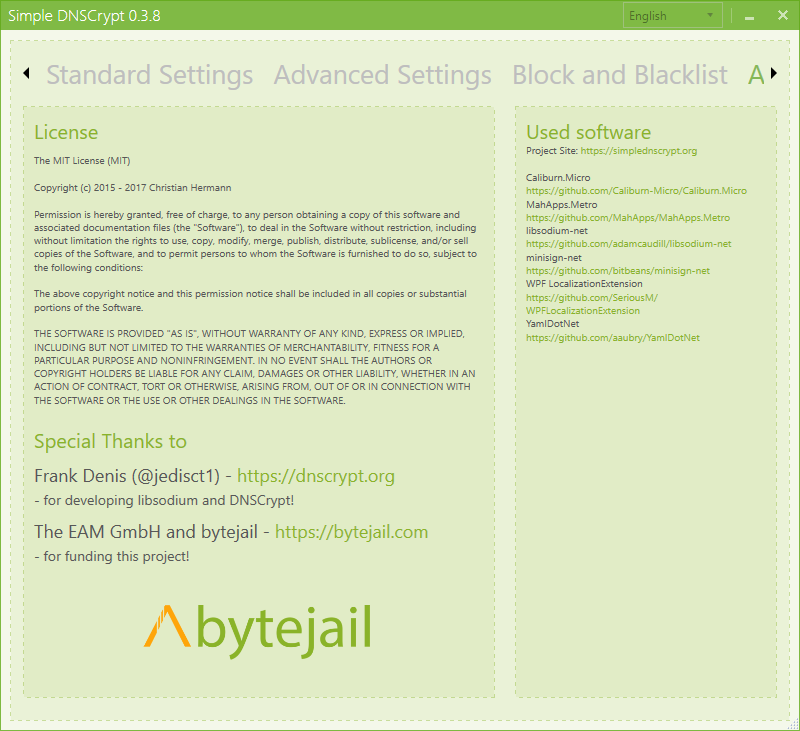 Simple DNSCrypt 0.3.8
English
Standard Settings Advanced Settings Block and Blacklist A
License
The MIT License (MIT)
Copyright (c) 2015 - 2017 Christian Hermann
Permission is hereby granted, free of charge, to any person obtaining a copy of this software and
associated documentation files (the "Software"), to deal in the Software without restriction, including
without limitation the rights to use, copy, modify, merge, publish, distribute, sublicense, and/or sell
copies of the Software, and to permit persons to whom the Software is furnished to do so, subject to
the following conditions:
The above copyright notice and this permission notice shall be included in all copies or substantial
portions of the Software.
THE SOFTWARE IS PROVIDED "AS IS", WITHOUT WARRANTY OF ANY KIND, EXPRESS OR IMPLIED,
INCLUDING BUT NOT LIMITED TO THE WARRANTIES OF MERCHANTABILITY, FITNESS FOR A
PARTICULAR PURPOSE AND NONINFRINGEMENT. IN NO EVENT SHALL THE AUTHORS OR
COPYRIGHT HOLDERS BE LIABLE FOR ANY CLAIM, DAMAGES OR OTHER LIABILITY, WHETHER IN AN
ACTION OF CONTRACT, TORT OR OTHERWISE, ARISING FROM, OUT OF OR IN CONNECTION WITH
THE SOFTWARE OR THE USE OR OTHER DEALINGS IN THE SOFTWARE.
Special Thanks to
Frank Denis (@jedisct1) - https://dnscrypt.org
- for developing libsodium and DNSCrypt!
The EAM GmbH and bytejail - https://bytejail.com
- for funding this project!
bytejail
Used software
Project Site: https://simplednscrypt.org
Caliburn.Micro
https://github.com/Caliburn-Micro/Caliburn.Micro
MahApps.Metro
https://github.com/MahApps/MahApps.Metro
libsodium-net
https://github.com/adamcaudill/libsodium-net
minisign-net
https://github.com/bitbeans/minisign-net
WPF LocalizationExtension
https://github.com/SeriousM/
WPFLocalizationExtension
YamlDotNet
https://github.com/aaubry/YamlDotNet